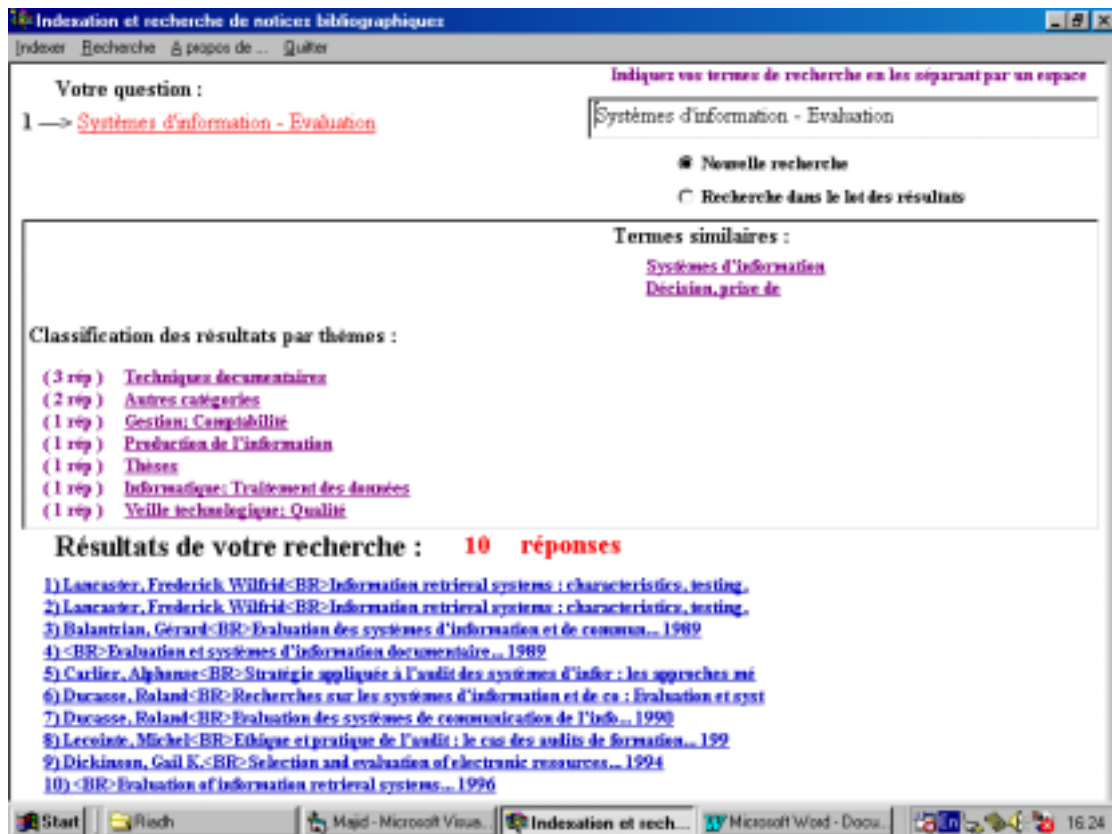 Indexation et recherche de notices bibliographiques
Indexer Recherche A propos de ... Quitter
Votre question :
Indiquez vos termes de recherche en les séparant par un espace
1 ---> Systèmes d'information - Evaluation
Systèmes d'information - Evaluation
Nouvelle recherche
Recherche dans le lot des résultats
Termes similaires :
Systèmes d'information
Décision, prise de
Classification des résultats par thèmes :
( 3 rép ) Techniques documentaires
( 2 rép ) Autres catégories
( 1 rép ) Gestion; Comptabilité
( 1 rép ) Production de l'information
( 1 rép ) Thèses
( 1 rép ) Informatique; Traitement des données
( 1 rép ) Veille technologique; Qualité
Résultats de votre recherche : 10 réponses
1) Lancaster, Frederick Wilfrid<BR>Information retrieval systems : characteristics, testing,
2) Lancaster, Frederick Wilfrid<BR>Information retrieval systems : characteristics, testing,
3) Balantzian, Gérard<BR>Evaluation des systèmes d'information et de commun... 1989
4) <BR>Evaluation et systèmes d'information documentaire... 1989
5) Carlier, Alphonse<BR>Stratégie appliquée à l'audit des systèmes d'infor : les approches mé
6) Ducasse, Roland<BR>Recherches sur les systèmes d'information et de co : Evaluation et syst
7) Ducasse, Roland<BR>Evaluation des systèmes de communication de l'info... 1990
8) Lecointe, Michel<BR>Ethique et pratique de l'audit : le cas des audits de formation... 199
9) Dickinson, Gail K.<BR>Selection and evaluation of electronic resources... 1994
10) <BR>Evaluation of information retrieval systems... 1996
Start Riadh Majid - Microsoft Visua... Indexation et rech... Microsoft Word - Docu... En 16:24